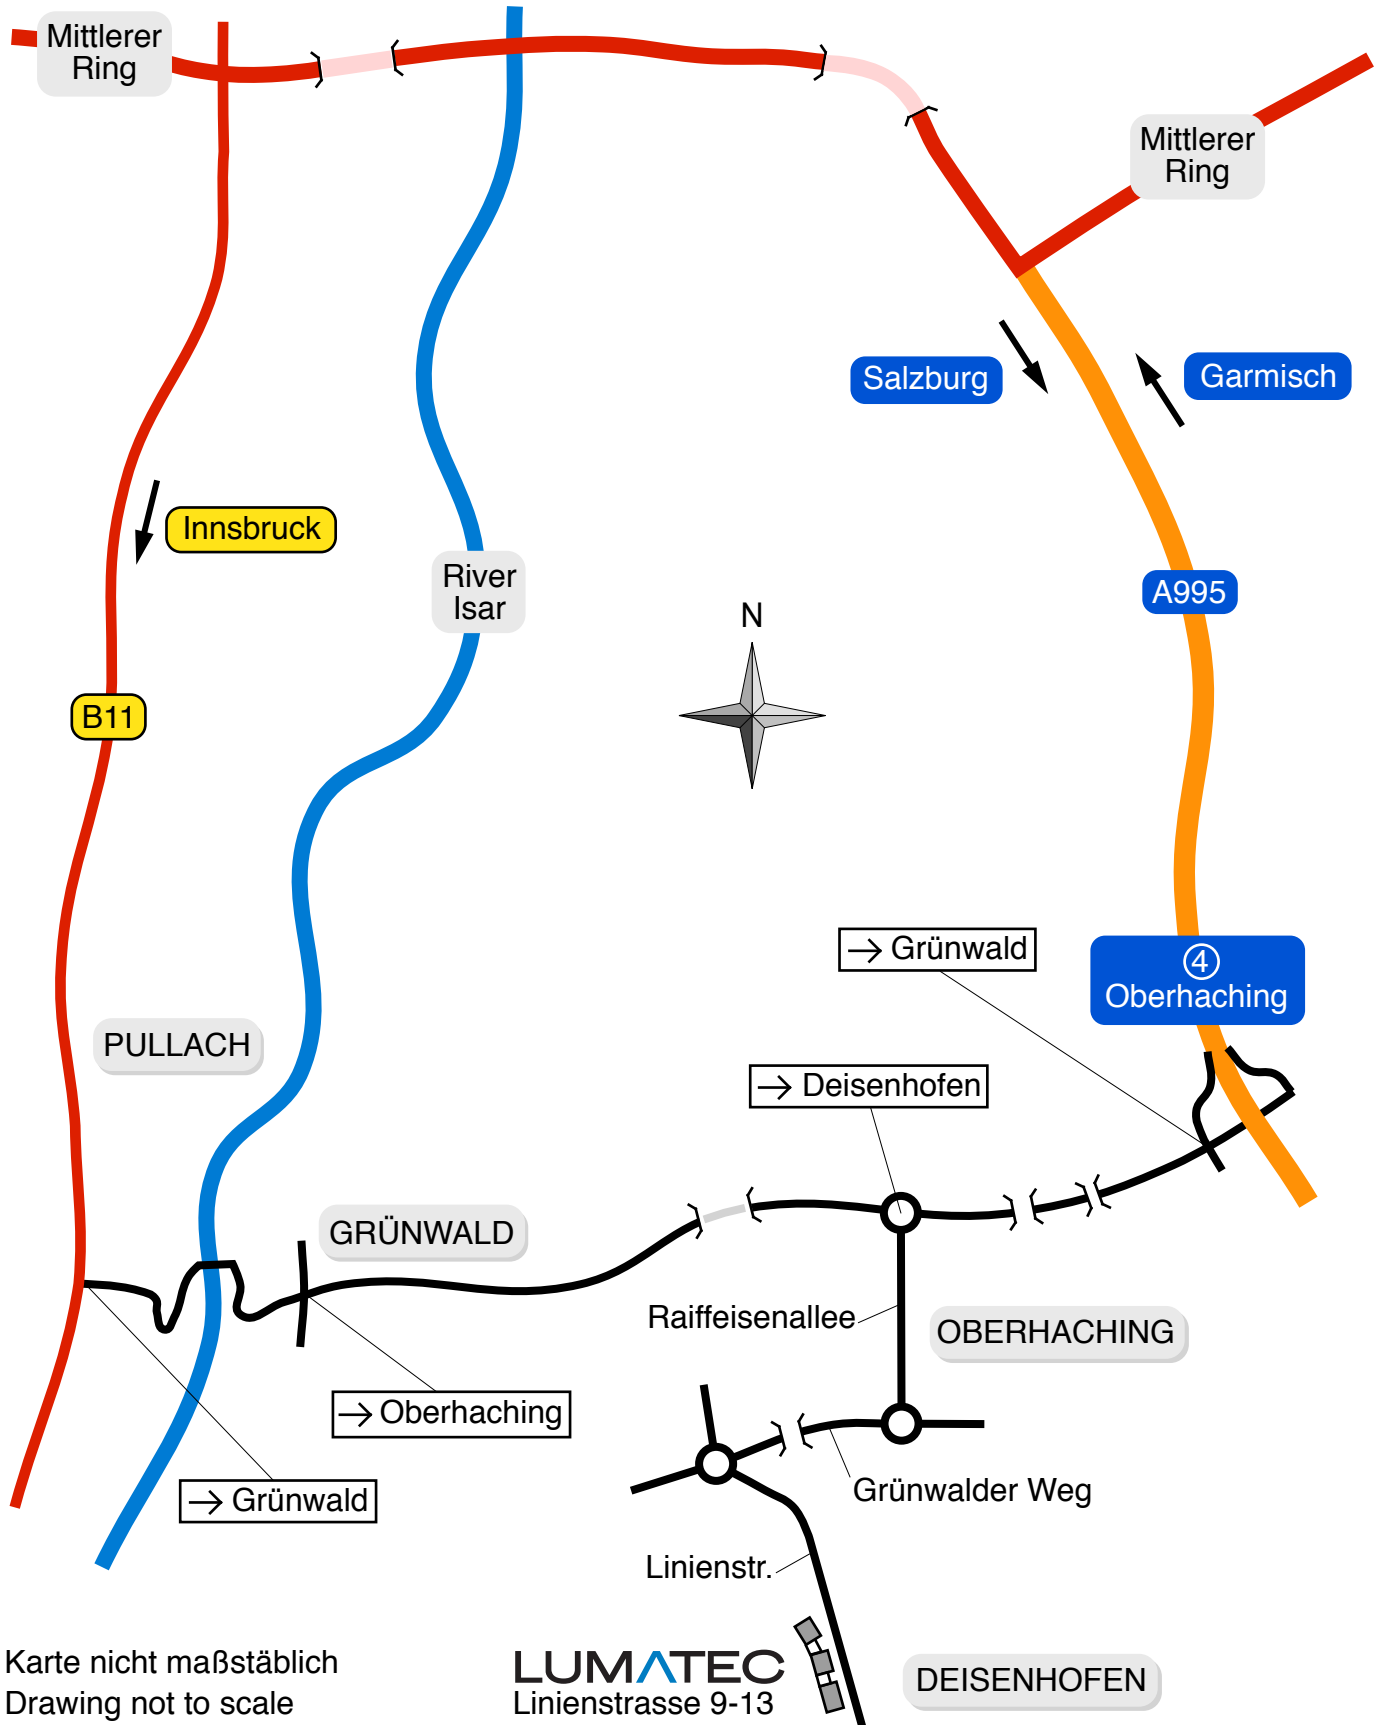 Mittlerer
Ring
Mittlerer
Ring
Salzburg
Garmisch
Innsbruck
River
Isar
A995
N
B11
→ Grünwald
4
Oberhaching
PULLACH
→ Deisenhofen
GRÜNWALD
Raiffeisenallee
OBERHACHING
→ Oberhaching
→ Grünwald
Grünwalder Weg
Linienstr.
Karte nicht maßstäblich
Drawing not to scale
LUMATEC
Linienstrasse 9-13
DEISENHOFEN